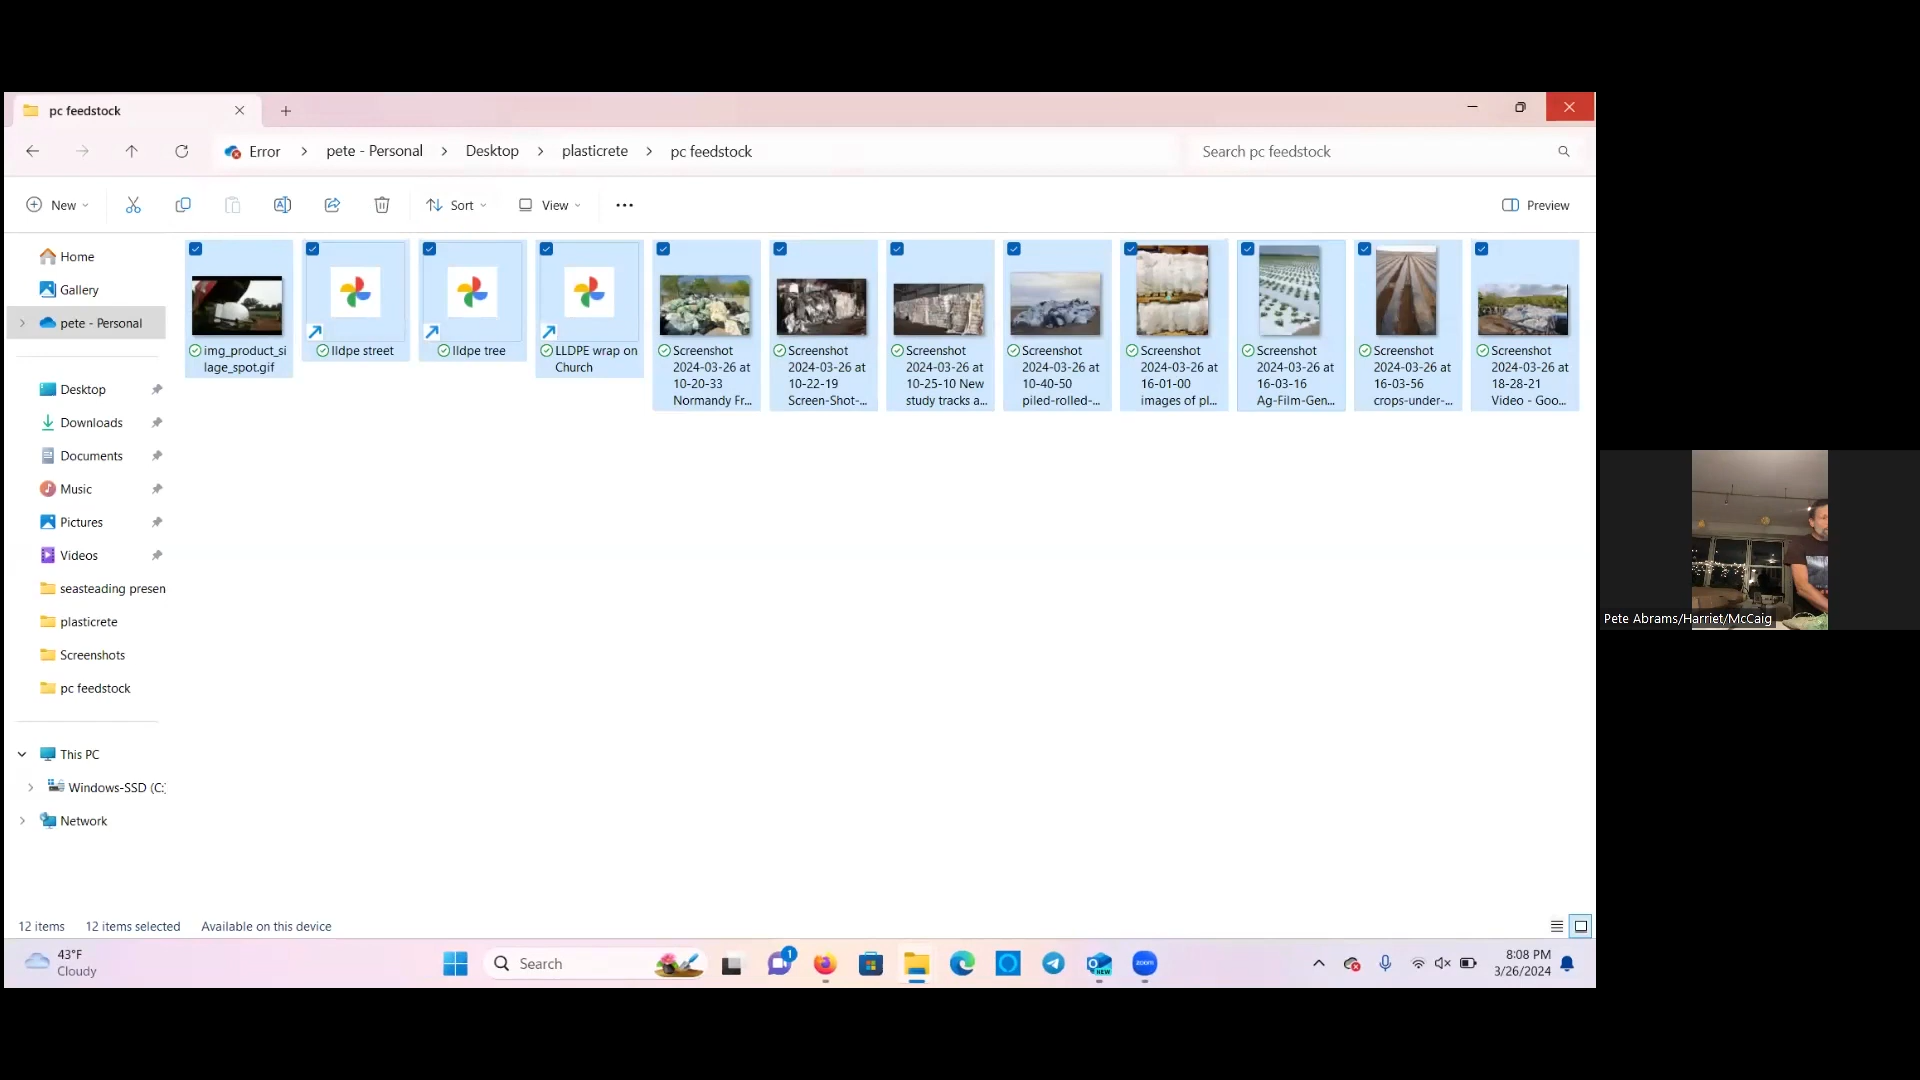 pc feedstock
Error
pete - Personal
Desktop
plasticrete
pc feedstock
Search pc feedstock
New
Sort
View
Preview
Home
Gallery
pete - Personal
Desktop
Downloads
Documents
Music
Pictures
Videos
seasteading presen
plasticrete
Screenshots
pc feedstock
This PC
Windows-SSD (C:)
Network
img_product_si
lage_spot.gif
lldpe street
lldpe tree
LLDPE wrap on
Church
Screenshot
2024-03-26 at
10-20-33
Normandy Fr...
Screenshot
2024-03-26 at
10-22-19
Screen-Shot-...
Screenshot
2024-03-26 at
10-25-10 New
study tracks a...
Screenshot
2024-03-26 at
10-40-50
piled-rolled-...
Screenshot
2024-03-26 at
16-01-00
images of pl...
Screenshot
2024-03-26 at
16-03-16
Ag-Film-Gen...
Screenshot
2024-03-26 at
16-03-56
crops-under-...
Screenshot
2024-03-26 at
18-28-21
Video - Goo...
12 items 12 items selected Available on this device
43°F
Cloudy
Search
1
NEW
zoom
8:08 PM
3/26/2024
Pete Abrams/Harriet/McCaig